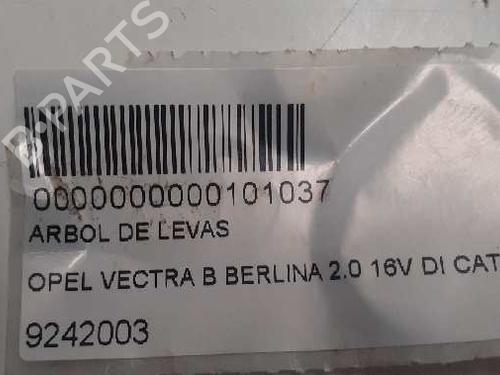 B-PARTS
0000000000101037
ARBOL DE LEVAS
OPEL VECTRA B BERLINA 2.0 16V DI CAT
9242003